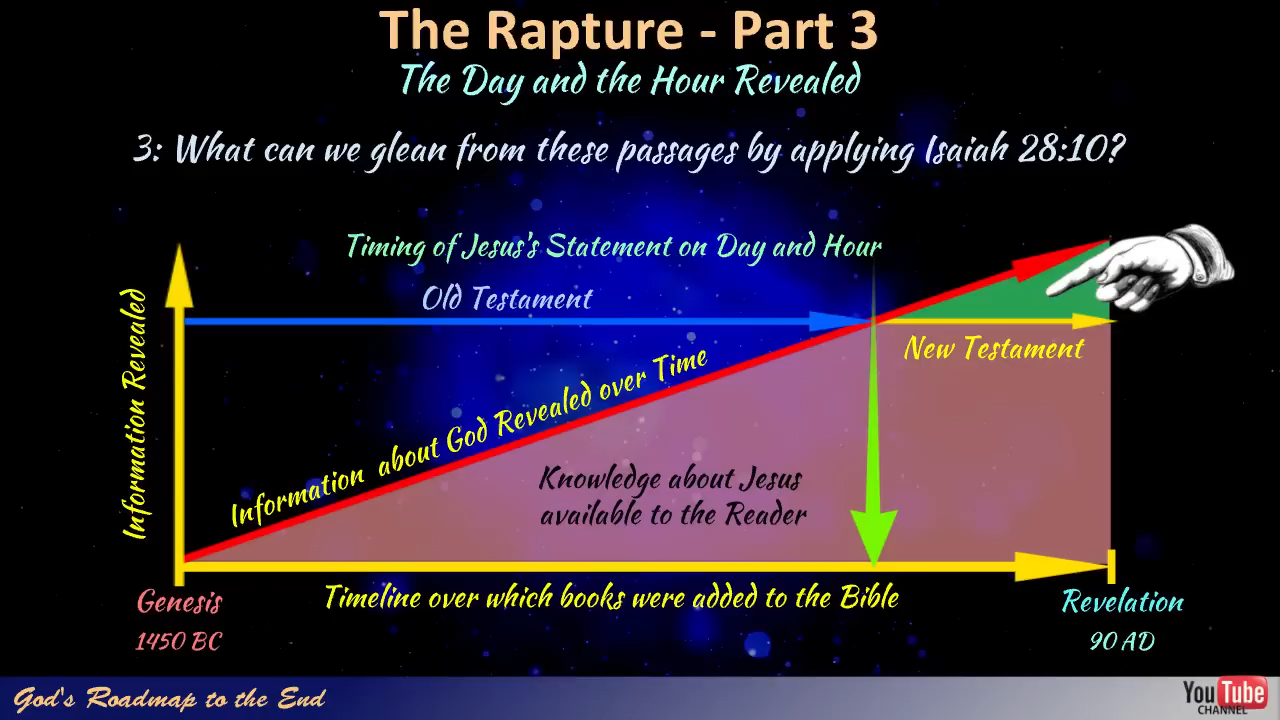 The Rapture - Part 3
The Day and the Hour Revealed
3: What can we glean from these passages by applying Isaiah 28:10?
Timing of Jesus's Statement on Day and Hour
Old Testament
New Testament
Information Revealed
Information about God Revealed over Time
Knowledge about Jesus
available to the Reader
Genesis
1450 BC
Timeline over which books were added to the Bible
Revelation
90 AD
God's Roadmap to the End
YouTube
CHANNEL